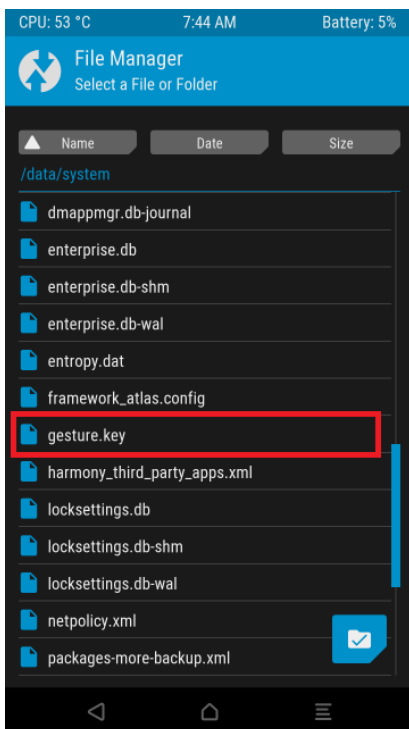 CPU: 53 °C 7:44 AM Battery: 5%
File Manager
Select a File or Folder
Name Date Size
/data/system
dmappmgr.db-journal
enterprise.db
enterprise.db-shm
enterprise.db-wal
entropy.dat
framework_atlas.config
gesture.key
harmony_third_party_apps.xml
locksettings.db
locksettings.db-shm
locksettings.db-wal
netpolicy.xml
packages-more-backup.xml